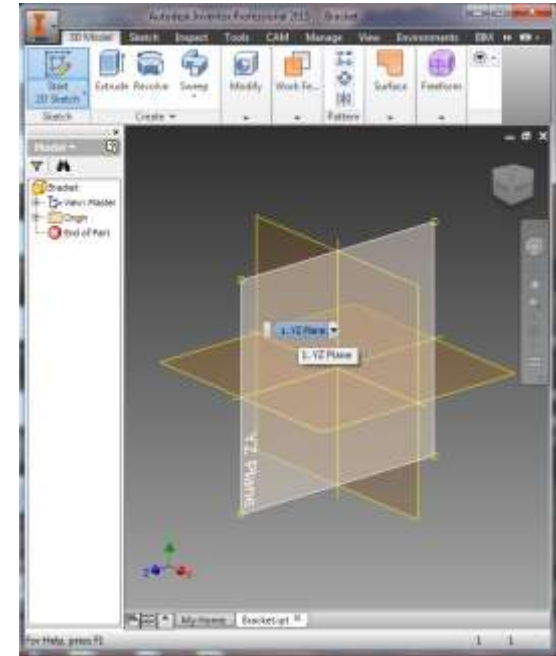 Autodesk Inventor Professional 2015 Bracket
3D Model Sketch Inspect Tools CAM Manage View Environments BIM
Start
2D Sketch
Extrude Revolve Sweep Modify Work Fe... Surface Freeform
Sketch Create Pattern
Model
Bracket
View: Master
Origin
End of Part
1. YZ Plane
1. YZ Plane
YZ Plane
My Home Bracket.ipt
For Help, press F1 1 1